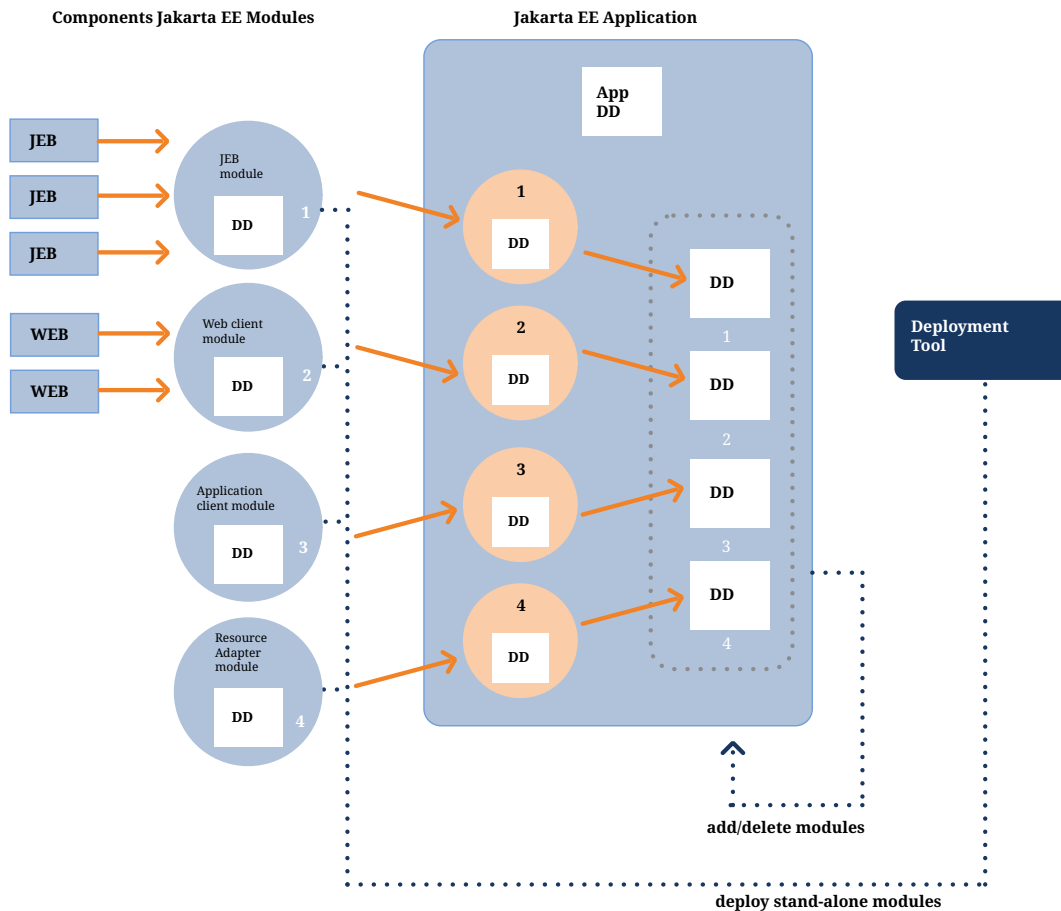 Components Jakarta EE Modules
Jakarta EE Application
App
DD
JEB
JEB
JEB
WEB
WEB
JEB
module
DD
1
Web client
module
DD
2
Application
client module
DD
3
Resource
Adapter
module
DD
4
1
DD
2
DD
3
DD
4
DD
DD
1
DD
2
DD
3
DD
4
Deployment
Tool
add/delete modules
deploy stand-alone modules